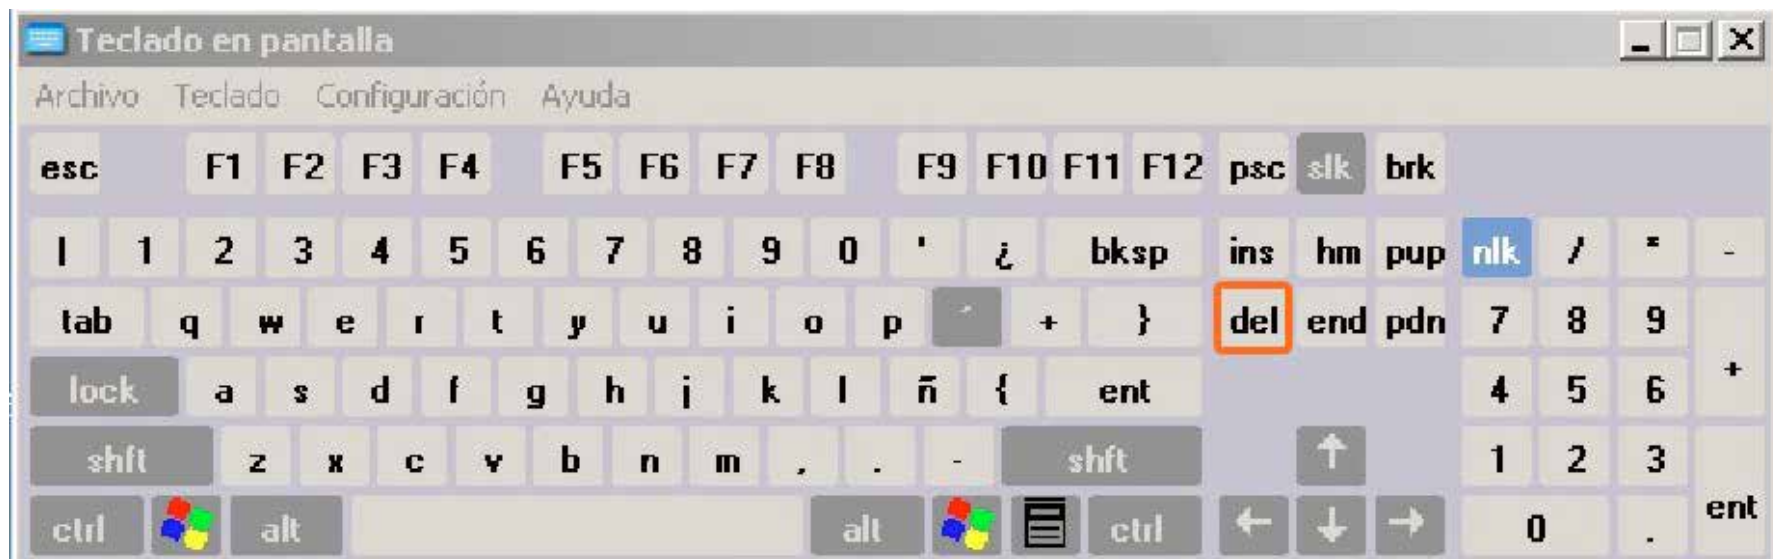 Teclado en pantalla
Archivo Teclado Configuración Ayuda
esc F1 F2 F3 F4 F5 F6 F7 F8 F9 F10 F11 F12 psc slk brk
| 1 2 3 4 5 6 7 8 9 0 ' ¿ bksp ins hm pup nlk / * -
tab q w e r t y u i o p ´ + } del end pdn 7 8 9
lock a s d f g h j k l ñ { ent 4 5 6 +
shft z x c v b n m , . - shft ↑ 1 2 3
ctrl alt alt ctrl ← ↓ → 0 . ent